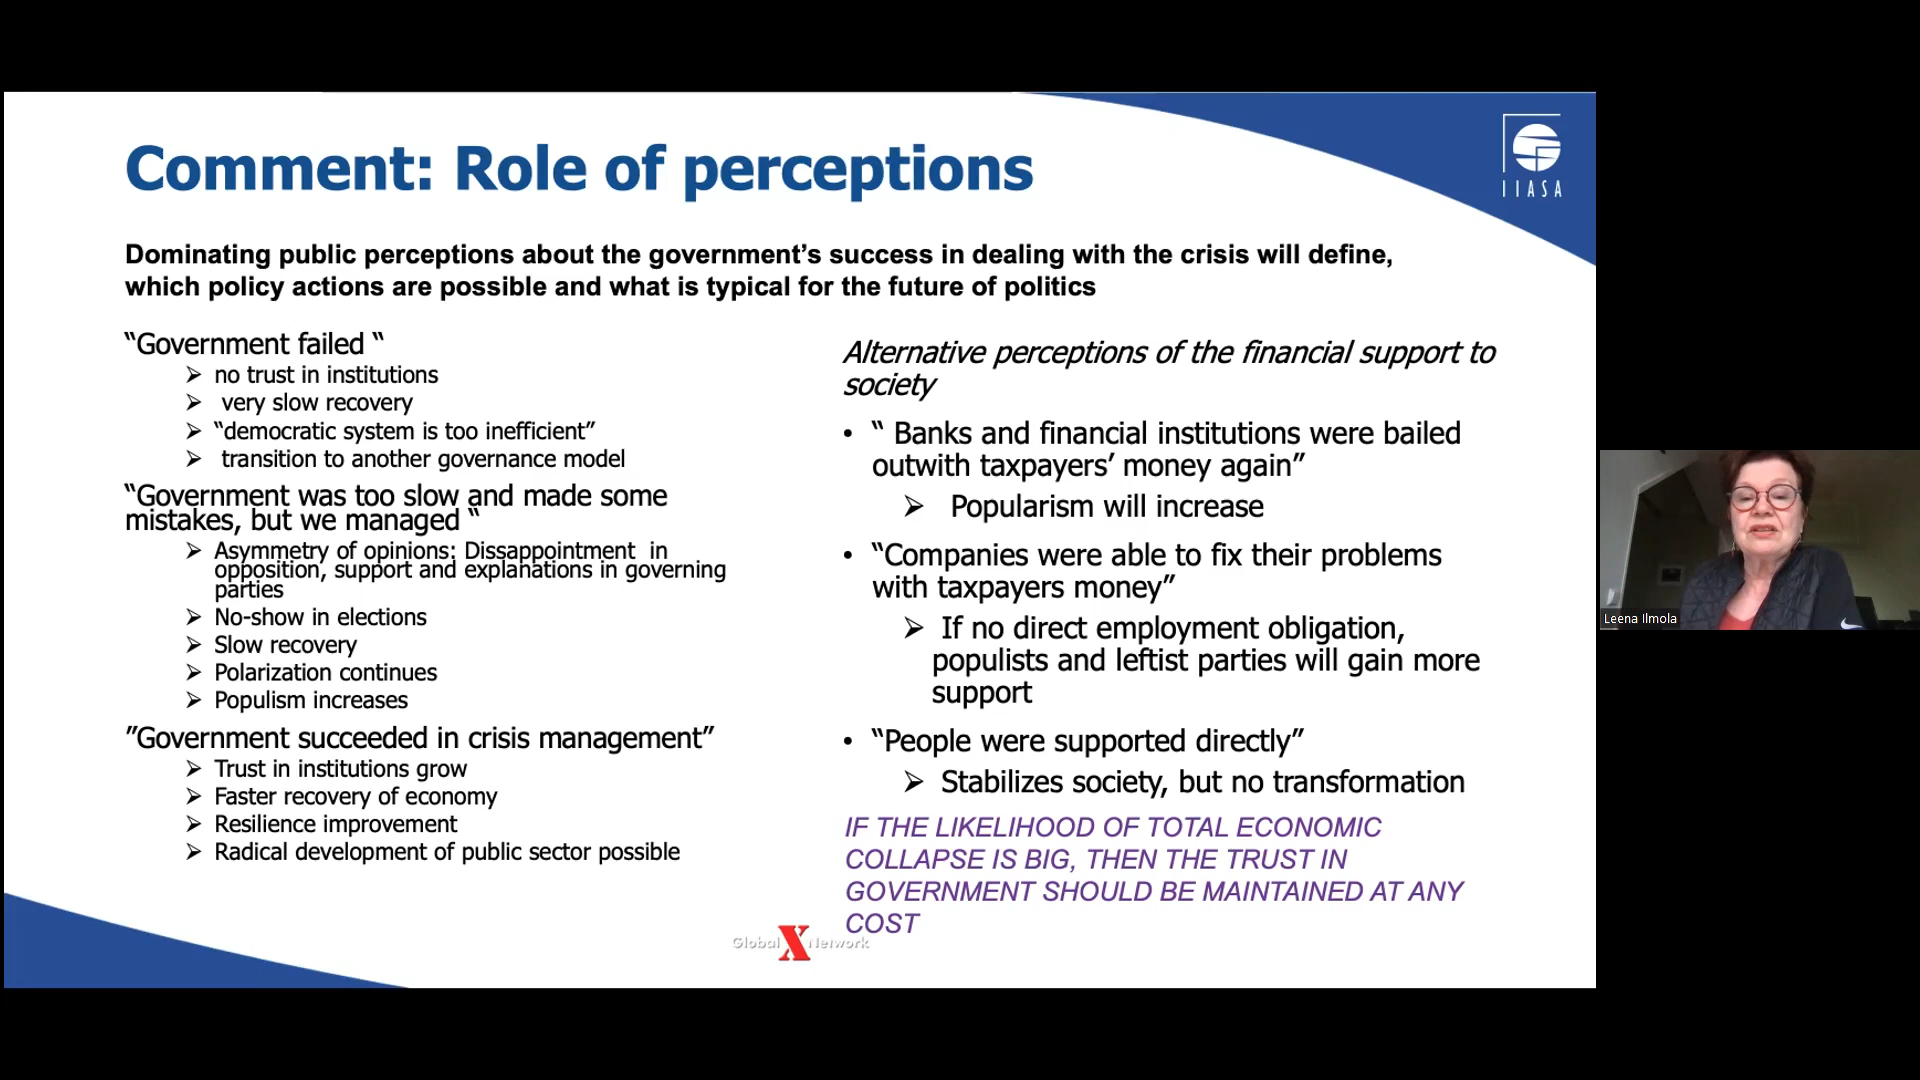 Comment: Role of perceptions
IIASA
Dominating public perceptions about the government’s success in dealing with the crisis will define,
which policy actions are possible and what is typical for the future of politics
“Government failed “
➢ no trust in institutions
➢ very slow recovery
➢ “democratic system is too inefficient”
➢ transition to another governance model
“Government was too slow and made some
mistakes, but we managed “
➢ Asymmetry of opinions: Dissappointment in
opposition, support and explanations in governing
parties
➢ No-show in elections
➢ Slow recovery
➢ Polarization continues
➢ Populism increases
”Government succeeded in crisis management”
➢ Trust in institutions grow
➢ Faster recovery of economy
➢ Resilience improvement
➢ Radical development of public sector possible
Alternative perceptions of the financial support to
society
• “ Banks and financial institutions were bailed
outwith taxpayers’ money again”
➢ Popularism will increase
• “Companies were able to fix their problems
with taxpayers money”
➢ If no direct employment obligation,
populists and leftist parties will gain more
support
• “People were supported directly”
➢ Stabilizes society, but no transformation
IF THE LIKELIHOOD OF TOTAL ECONOMIC
COLLAPSE IS BIG, THEN THE TRUST IN
GOVERNMENT SHOULD BE MAINTAINED AT ANY
COST
Global X Network
Leena Ilmola